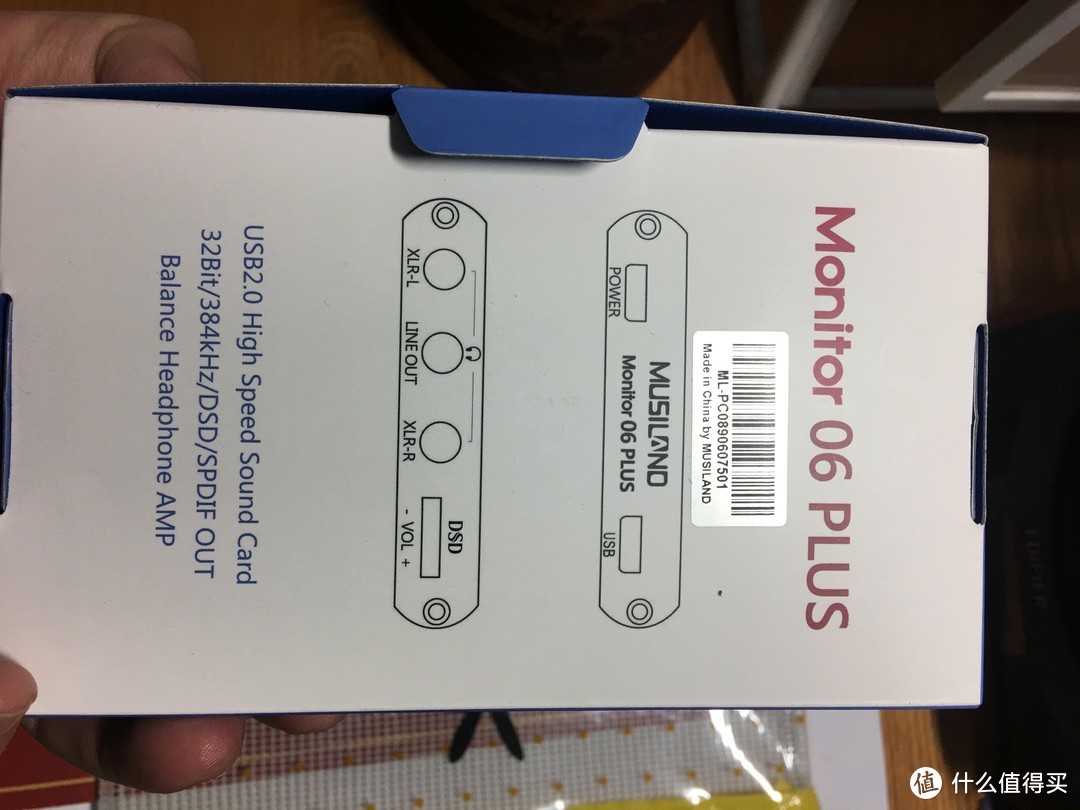 Monitor 06 PLUS
ML-PC0890607501
Made in China by MUSILAND
MUSILAND
Monitor 06 PLUS
POWER
USB
DSD
XLR-L
LINE OUT
XLR-R
- VOL +
USB2.0 High Speed Sound Card
32Bit/384kHz/DSD/SPDIF OUT
Balance Headphone AMP
EDIFIER
值 什么值得买